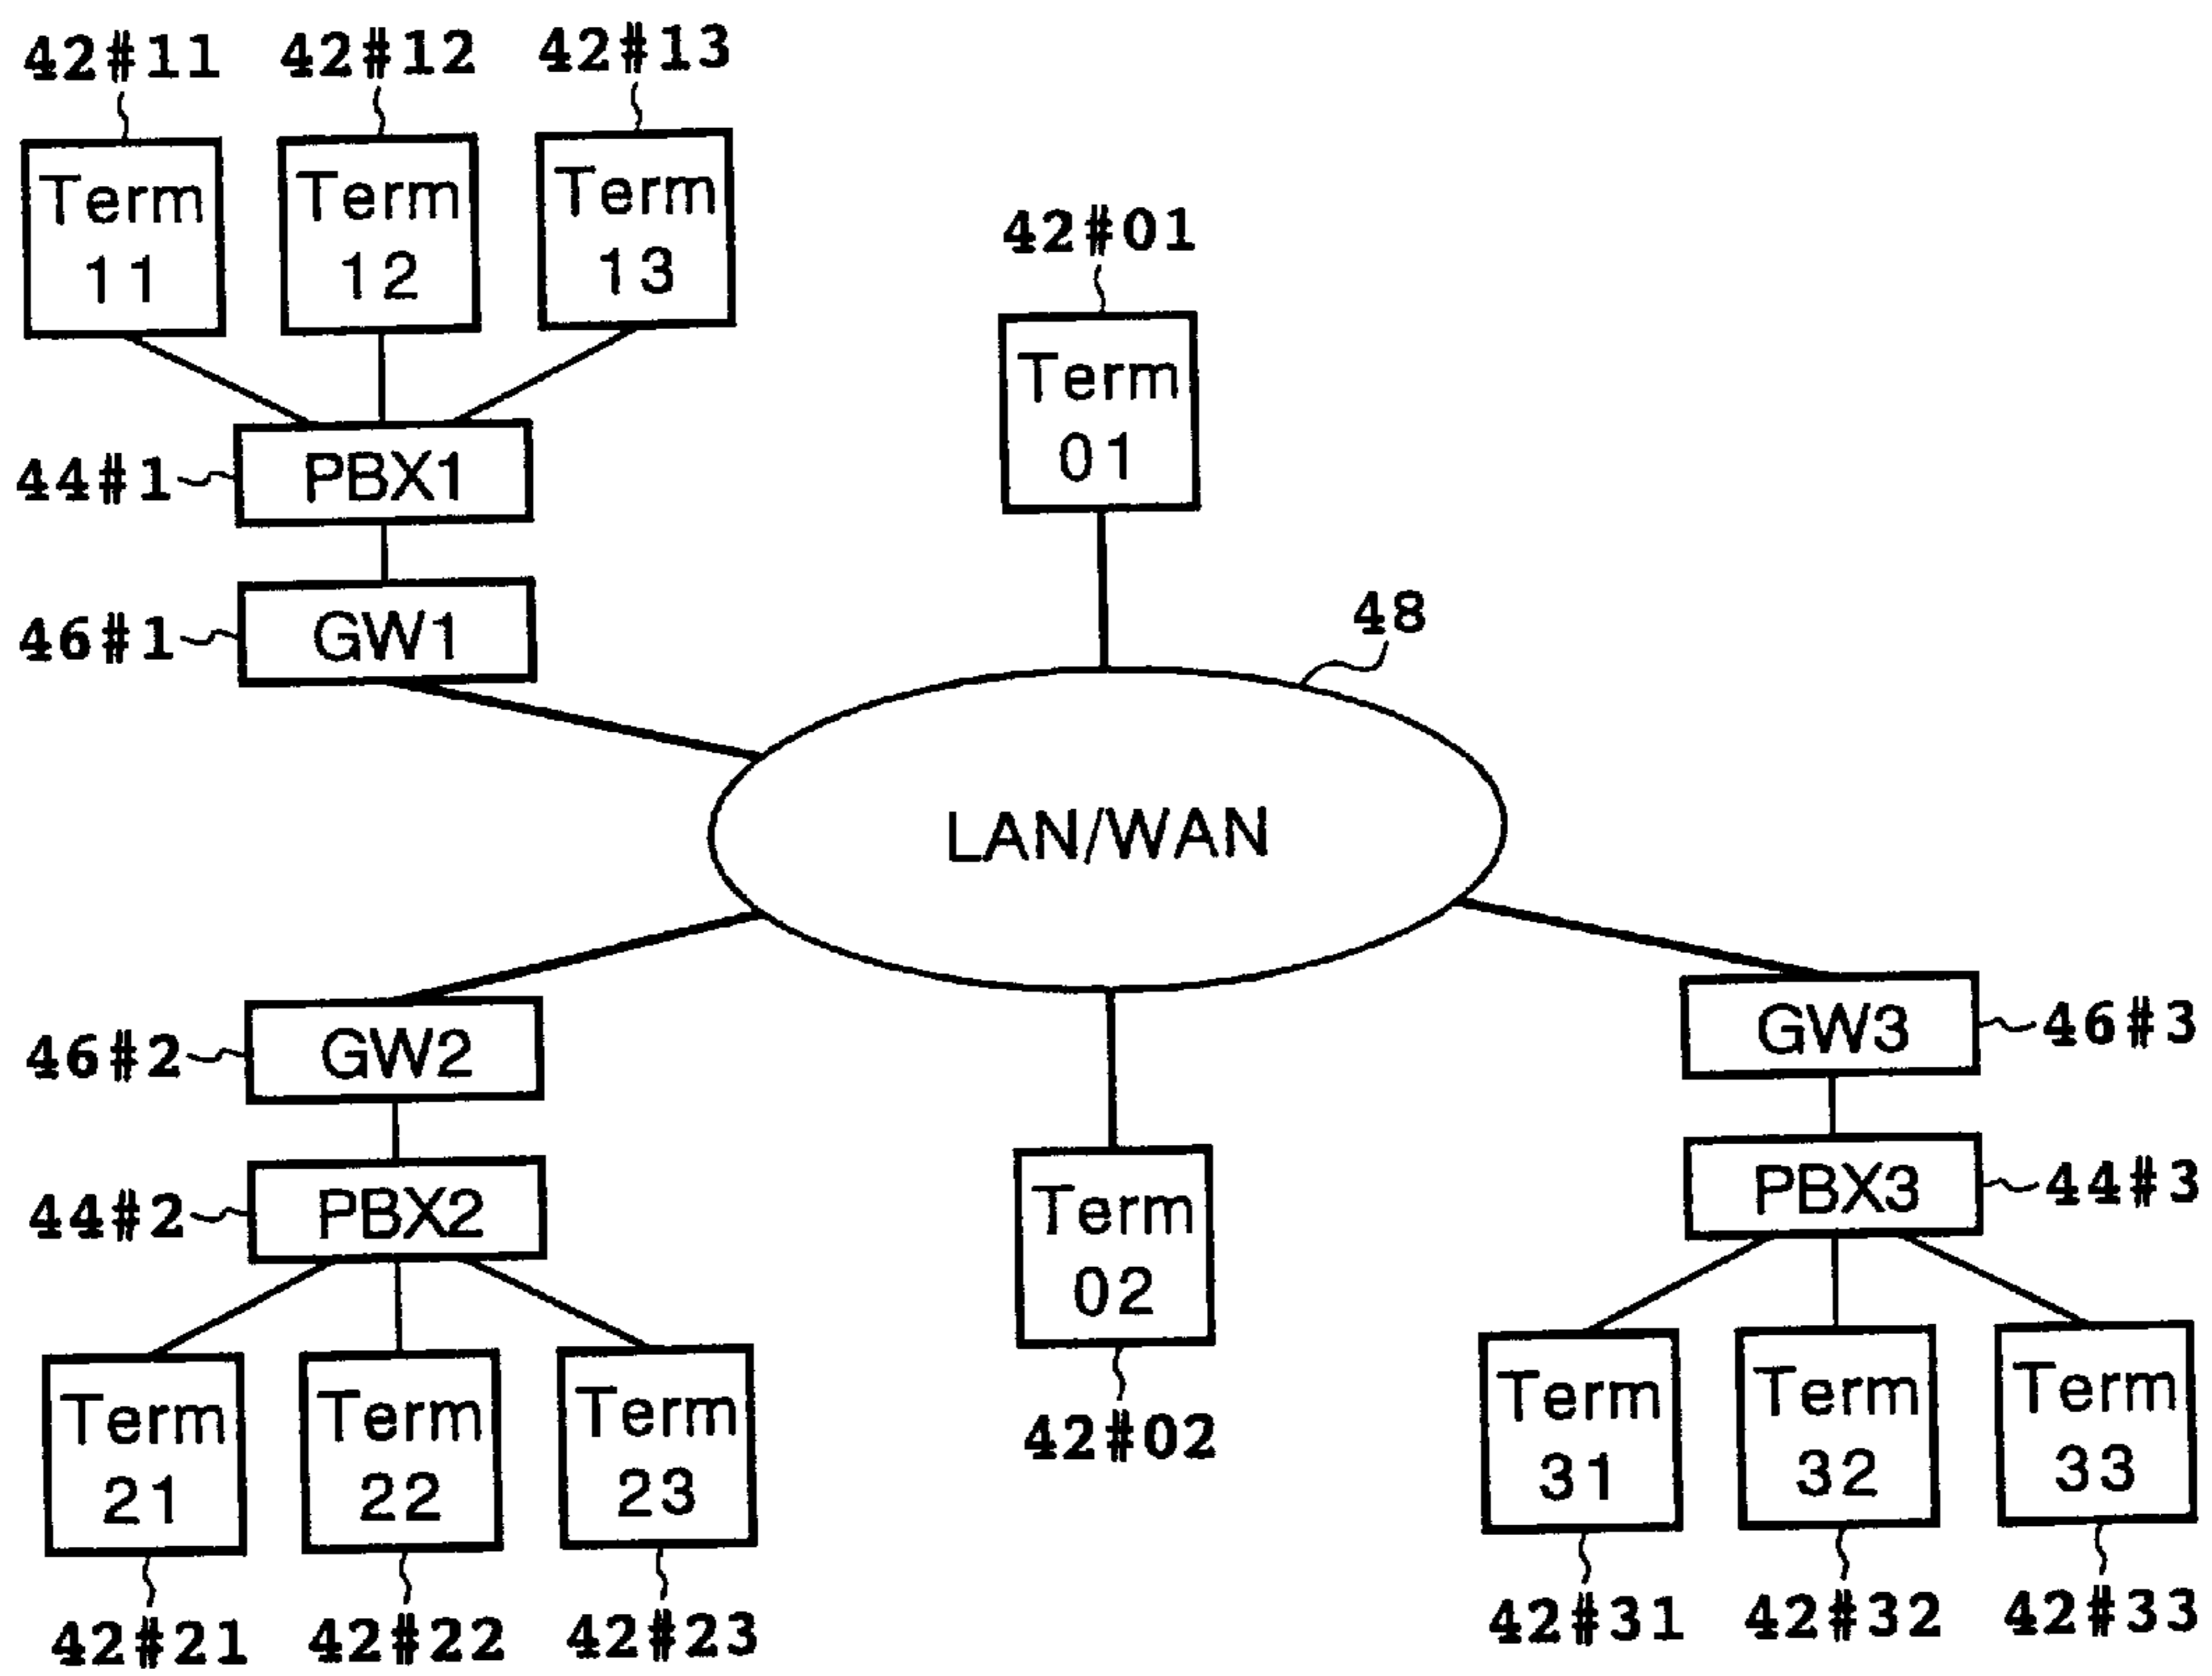 42#11 42#12 42#13
Term
11
Term
12
Term
13
42#01
Term
01
44#1
PBX1
46#1
GW1
48
LAN/WAN
46#2
GW2
GW3
46#3
44#2
PBX2
PBX3
44#3
Term
02
42#02
Term
21
Term
22
Term
23
Term
31
Term
32
Term
33
42#21 42#22 42#23
42#31 42#32 42#33